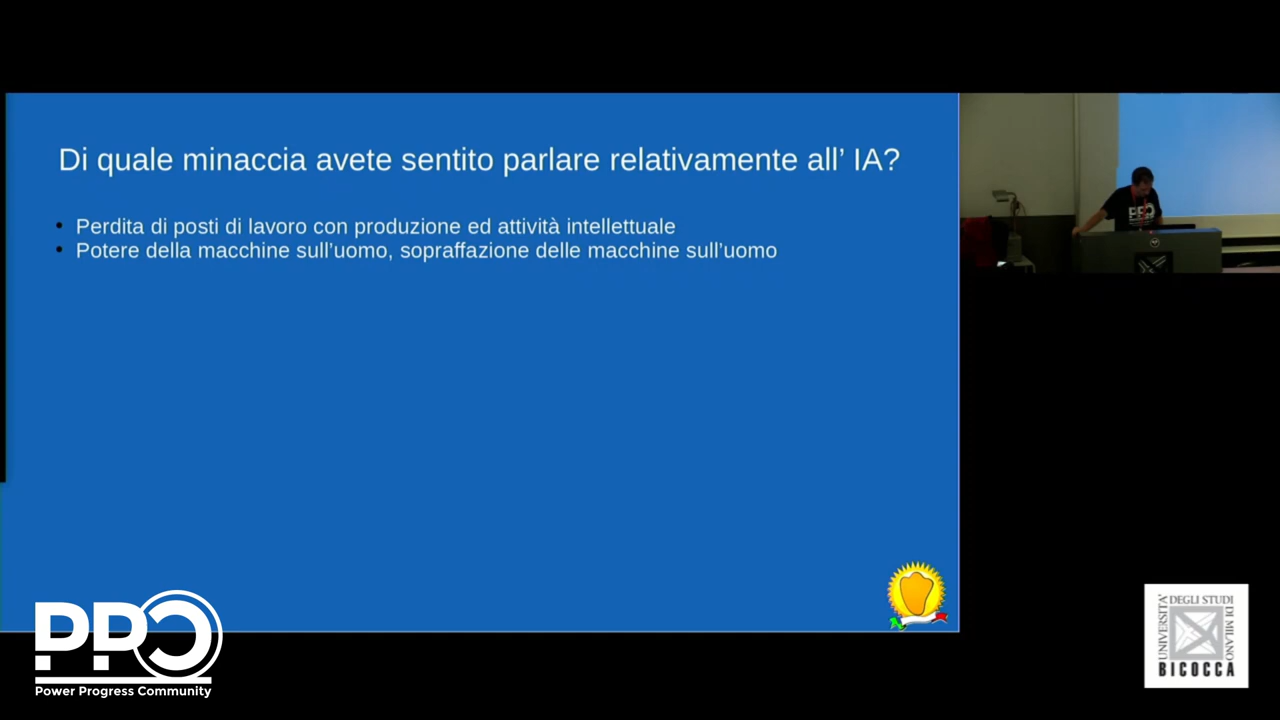 Di quale minaccia avete sentito parlare relativamente all’ IA?
• Perdita di posti di lavoro con produzione ed attività intellettuale
• Potere della macchine sull’uomo, sopraffazione delle macchine sull’uomo
PPC
PPC
Power Progress Community
UNIVERSITÀ
DEGLI STUDI
DI MILANO
BICOCCA